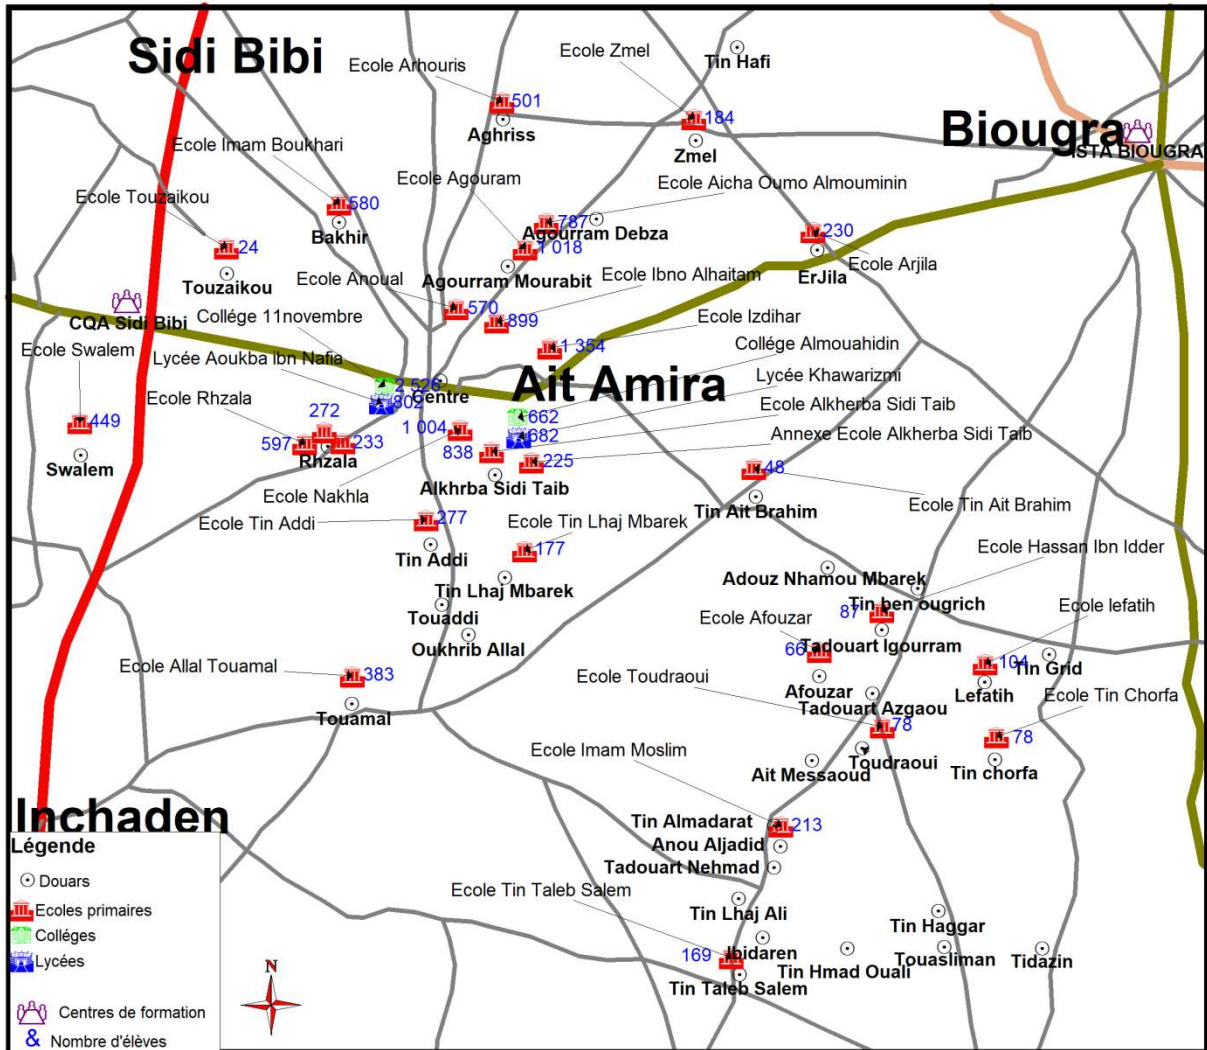 Sidi Bibi
Ecole Zmel
Tin Hafi
Ecole Arhouris
501
Aghriss
184
Zmel
Biougra
ISTA BIOUGRA
Ecole Imam Boukhari
Ecole Agouram
Ecole Aicha Oumo Almouminin
Ecole Touzaikou
580
Bakhir
787
Agourram Debza
230
24
1 018
Ecole Arjila
Touzaikou
Agourram Mourabit
Ecole Ibno Alhaitam
ErJila
Ecole Anoual
Collége 11novembre
570
CQA Sidi Bibi
899
Ecole Izdihar
Ecole Swalem
Lycée Aoukba Ibn Nafia
1 354
Collége Almouahidin
Lycée Khawarizmi
2 526
Centre
Ait Amira
Ecole Rhzala
802
Ecole Alkherba Sidi Taib
449
272
1 004
662
Annexe Ecole Alkherba Sidi Taib
597
233
838
682
Rhzala
225
Swalem
48
Alkhrba Sidi Taib
Ecole Nakhla
Tin Ait Brahim
Ecole Tin Ait Brahim
Ecole Tin Addi
277
Ecole Tin Lhaj Mbarek
Tin Addi
177
Ecole Hassan Ibn Idder
Tin Lhaj Mbarek
Adouz Nhamou Mbarek
Touaddi
Tin ben ougrich
Ecole lefatih
Ecole Afouzar
87
Oukhrib Allal
Tadouart Igourram
66
104
Tin Grid
Ecole Allal Touamal
383
Ecole Toudraoui
Afouzar
Lefatih
Ecole Tin Chorfa
Touamal
Tadouart Azgaou
78
78
Ecole Imam Moslim
Toudraoui
Ait Messaoud
Tin chorfa
Inchaden
Tin Almadarat
213
Anou Aljadid
Tadouart Nehmad
Ecole Tin Taleb Salem
Tin Lhaj Ali
Tin Haggar
169
Ibidaren
Touasliman
Tidazin
Tin Hmad Ouali
Tin Taleb Salem
Légende
Douars
Ecoles primaires
Colléges
Lycées
Centres de formation
& Nombre d'élèves
N